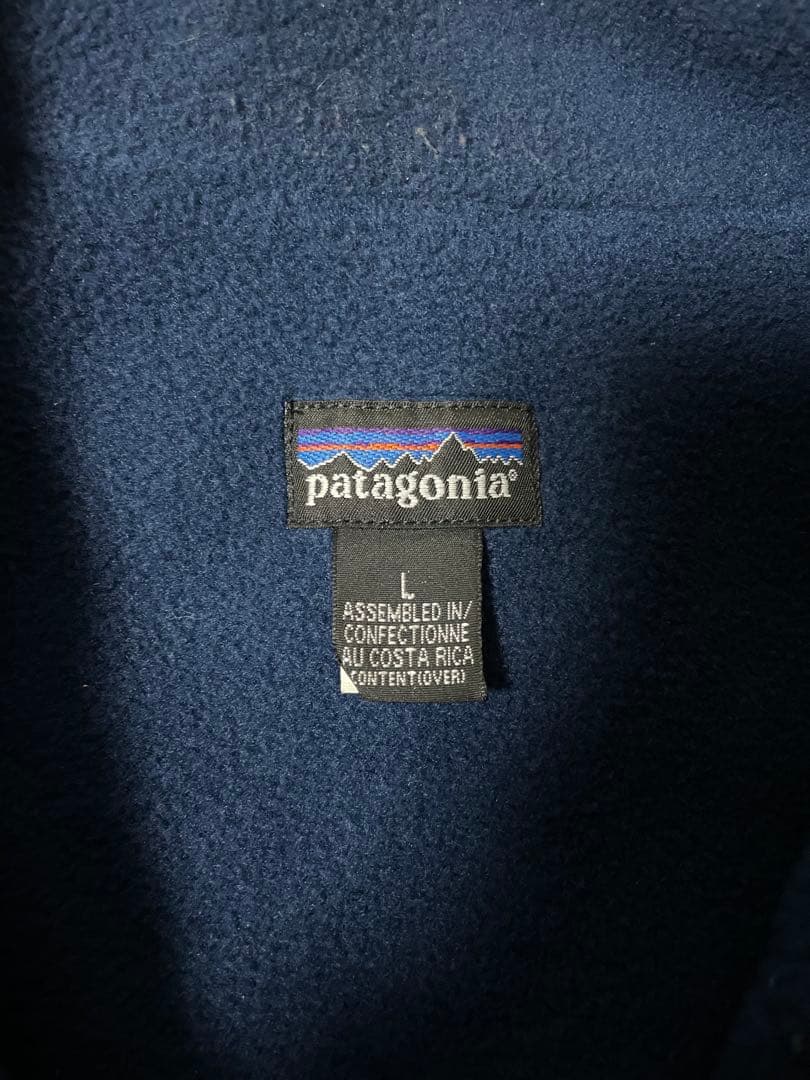 patagonia®
L
ASSEMBLED IN/
CONFECTIONNE
AU COSTA RICA
CONTENT(OVER)